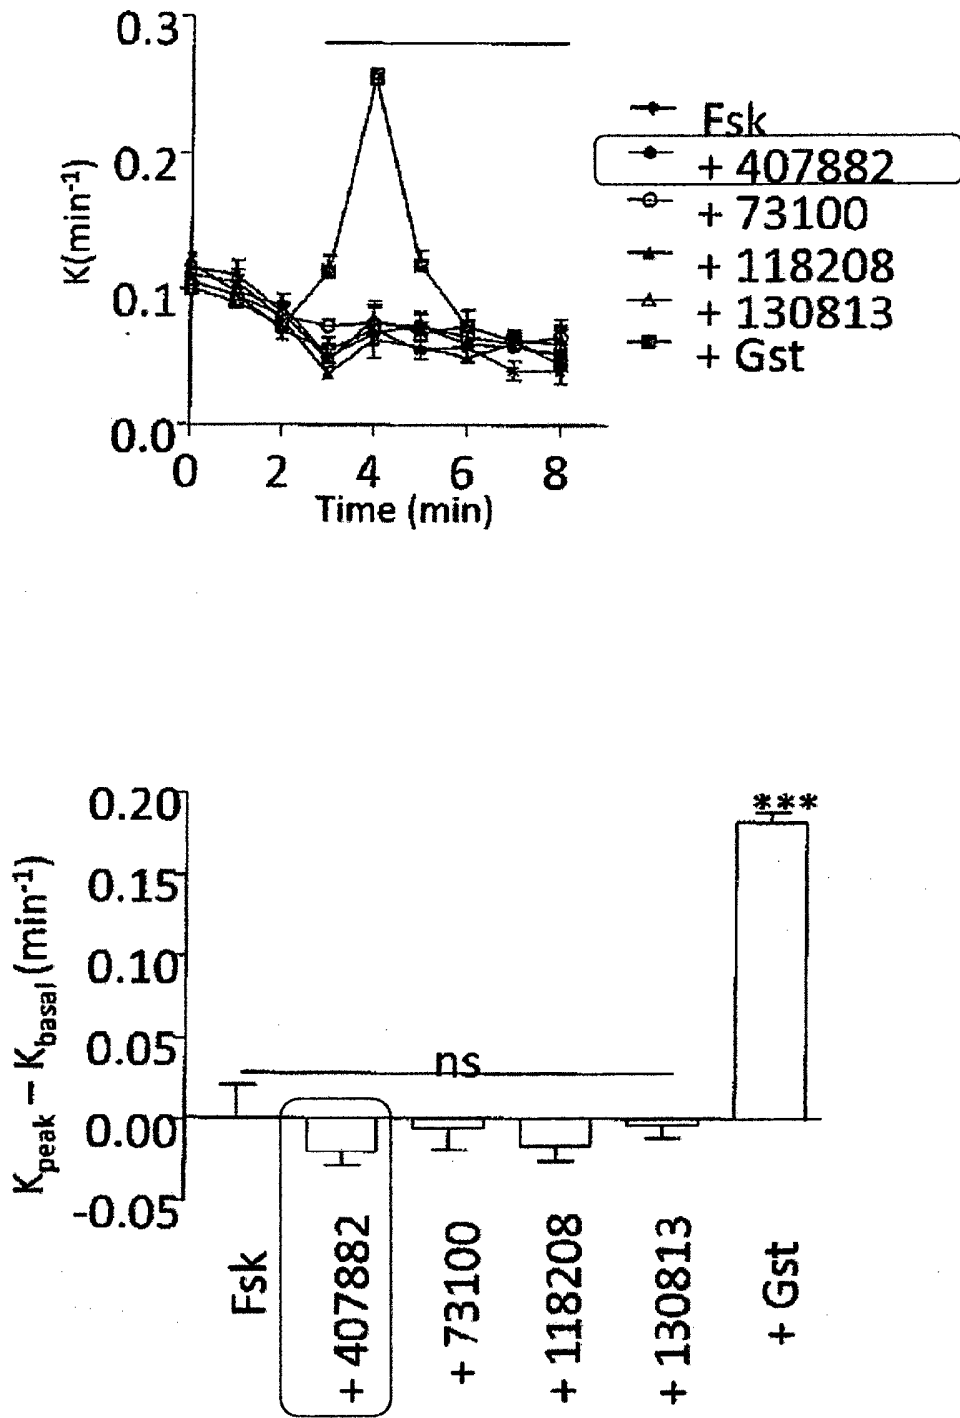 0.3
0.2
0.1
0.0
K(min-1)
0 2 4 6 8
Time (min)
Fsk
+ 407882
+ 73100
+ 118208
+ 130813
+ Gst
0.20
0.15
0.10
0.05
0.00
-0.05
Kpeak – Kbasal (min-1)
***
ns
Fsk
+ 407882
+ 73100
+ 118208
+ 130813
+ Gst